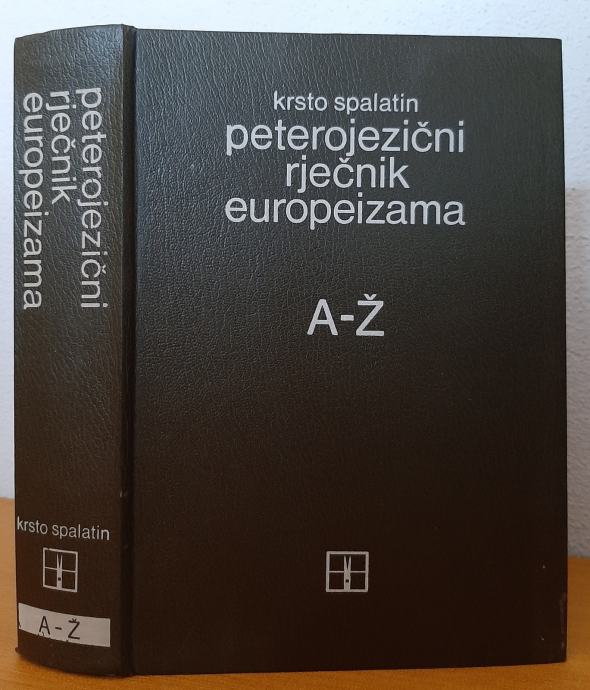 peterojezični
rječnik
europeizama
krsto spalatin
A-Ž
krsto spalatin
peterojezični
rječnik
europeizama
A-Ž